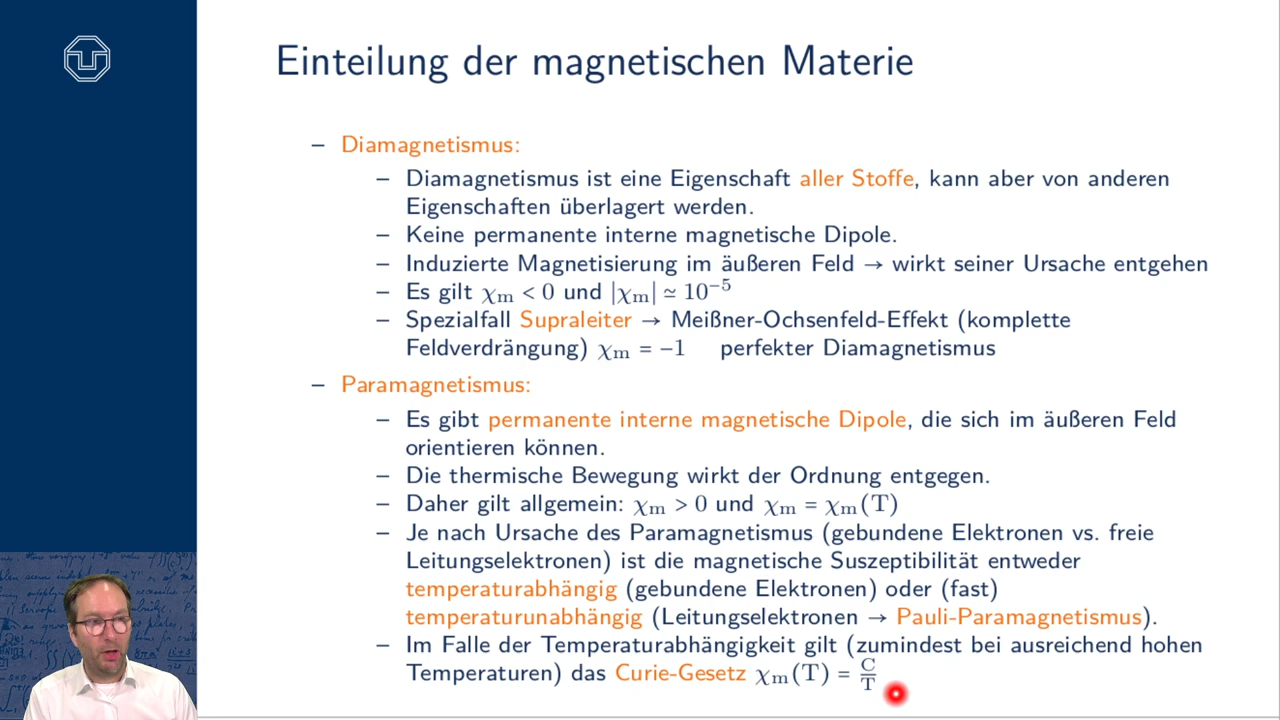 Einteilung der magnetischen Materie
– Diamagnetismus:
– Diamagnetismus ist eine Eigenschaft aller Stoffe, kann aber von anderen
Eigenschaften überlagert werden.
– Keine permanente interne magnetische Dipole.
– Induzierte Magnetisierung im äußeren Feld → wirkt seiner Ursache entgehen
– Es gilt χₘ < 0 und |χₘ| ≃ 10⁻⁵
– Spezialfall Supraleiter → Meißner-Ochsenfeld-Effekt (komplette
Feldverdrängung) χₘ = −1 perfekter Diamagnetismus
– Paramagnetismus:
– Es gibt permanente interne magnetische Dipole, die sich im äußeren Feld
orientieren können.
– Die thermische Bewegung wirkt der Ordnung entgegen.
– Daher gilt allgemein: χₘ > 0 und χₘ = χₘ(T)
– Je nach Ursache des Paramagnetismus (gebundene Elektronen vs. freie
Leitungselektronen) ist die magnetische Suszeptibilität entweder
temperaturabhängig (gebundene Elektronen) oder (fast)
temperaturunabhängig (Leitungselektronen → Pauli-Paramagnetismus).
– Im Falle der Temperaturabhängigkeit gilt (zumindest bei ausreichend hohen
Temperaturen) das Curie-Gesetz χₘ(T) = C/T